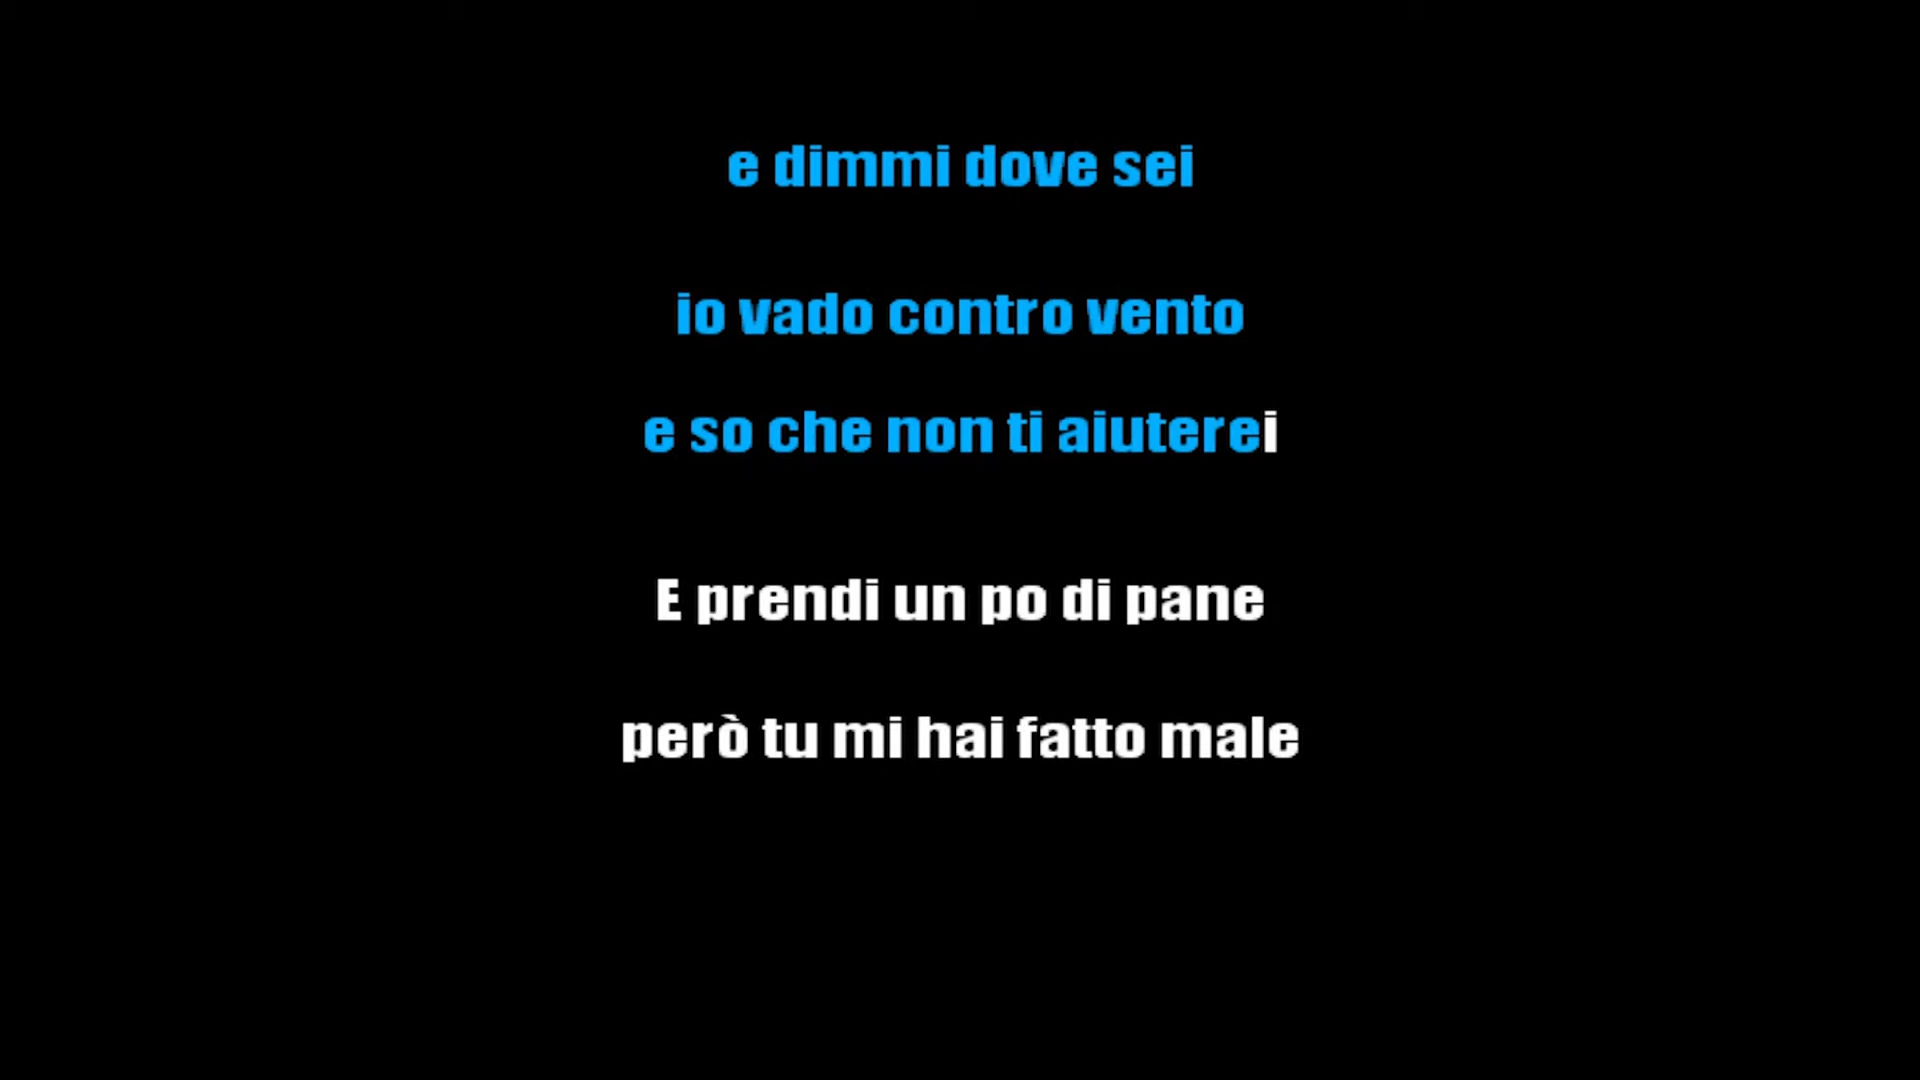 e dimmi dove sei
io vado contro vento
e so che non ti aiuterei
E prendi un po di pane
però tu mi hai fatto male